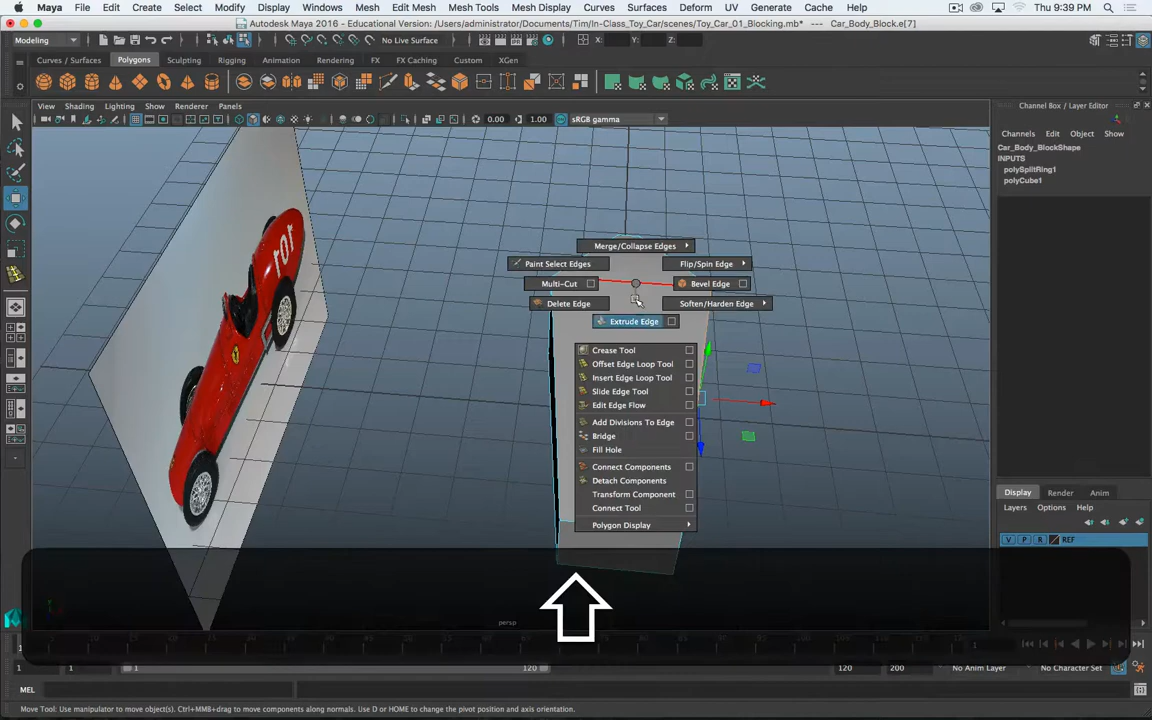 Maya File Edit Create Select Modify Display Windows Mesh Edit Mesh Mesh Tools Mesh Display Curves Surfaces Deform UV Generate Cache Thu 9:39 PM
Autodesk Maya 2016 - Educational Version: /Users/administrator/Documents/Tim/In-Class_Toy_Car/scenes/Toy_Car_01_Blocking.mb* --- Car_Body_Block.e[7]
Modeling No Live Surface X: Y: Z:
Curves / Surfaces Polygons Sculpting Rigging Animation Rendering FX FX Caching Custom XGen
View Shading Lighting Show Renderer Panels
Channel Box / Layer Editor
0.00 1.00 sRGB gamma
Channels Edit Object Show
Car_Body_BlockShape
INPUTS
polySplitRing1
polyCube1
ror
Merge/Collapse Edges
Paint Select Edges Flip/Spin Edge
Multi-Cut Bevel Edge
Delete Edge Soften/Harden Edge
Extrude Edge
Crease Tool
Offset Edge Loop Tool
Insert Edge Loop Tool
Slide Edge Tool
Edit Edge Flow
Add Divisions To Edge
Bridge
Fill Hole
Connect Components
Detach Components
Transform Component
Connect Tool
Polygon Display
Display Render Anim
Layers Options Help
V P R REF
persp
1 1 1 120 120 200 No Anim Layer No Character Set
MEL
Move Tool: Use manipulator to move object(s). Ctrl+MMB+drag to move components along normals. Use D or HOME to change the pivot position and axis orientation.